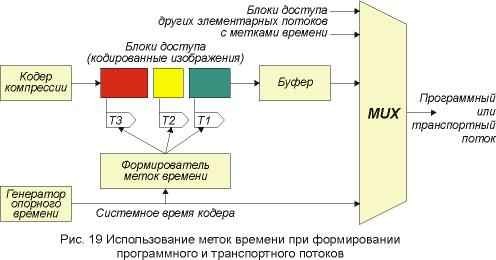 Блоки доступа
других элементарных потоков
с метками времени
Блоки доступа
(кодированные изображения)
Кодер
компрессии
Буфер
MUX
Программный
или
транспортный
поток
T3
T2
T1
Формирователь
меток времени
Генератор
опорного
времени
Системное время кодера
Рис. 19 Использование меток времени при формировании
программного и транспортного потоков